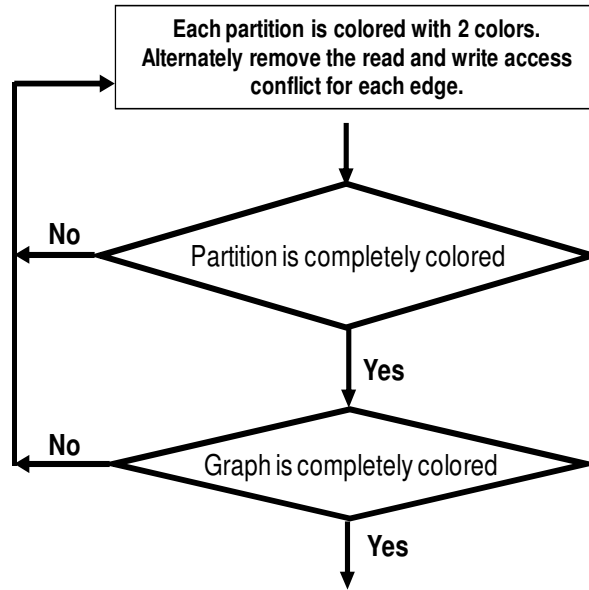 Each partition is colored with 2 colors.
Alternately remove the read and write access
conflict for each edge.
No
Partition is completely colored
Yes
No
Graph is completely colored
Yes